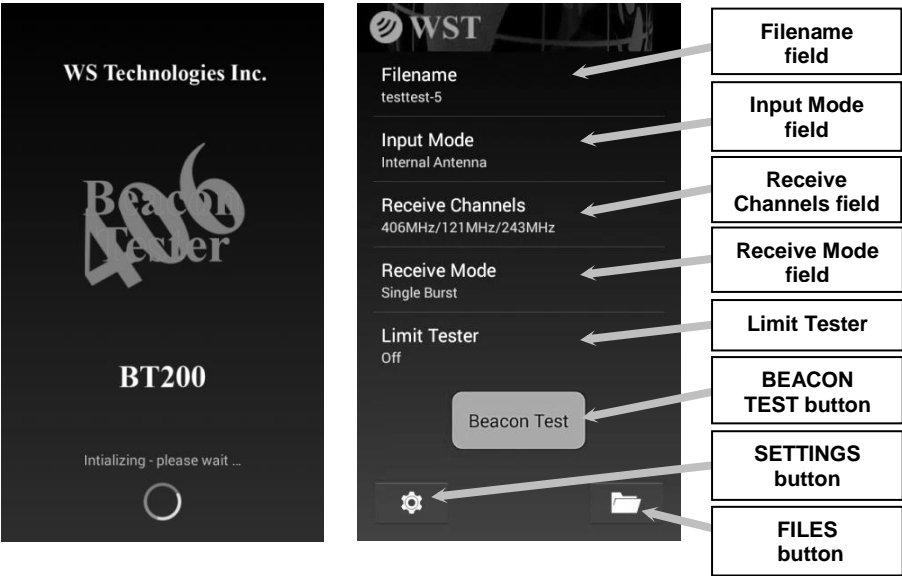 WS Technologies Inc.
406
Beacon
Tester
BT200
Intializing - please wait ...
WST
Filename
testtest-5
Input Mode
Internal Antenna
Receive Channels
406MHz/121MHz/243MHz
Receive Mode
Single Burst
Limit Tester
Off
Beacon Test
Filename
field
Input Mode
field
Receive
Channels field
Receive Mode
field
Limit Tester
BEACON
TEST button
SETTINGS
button
FILES
button